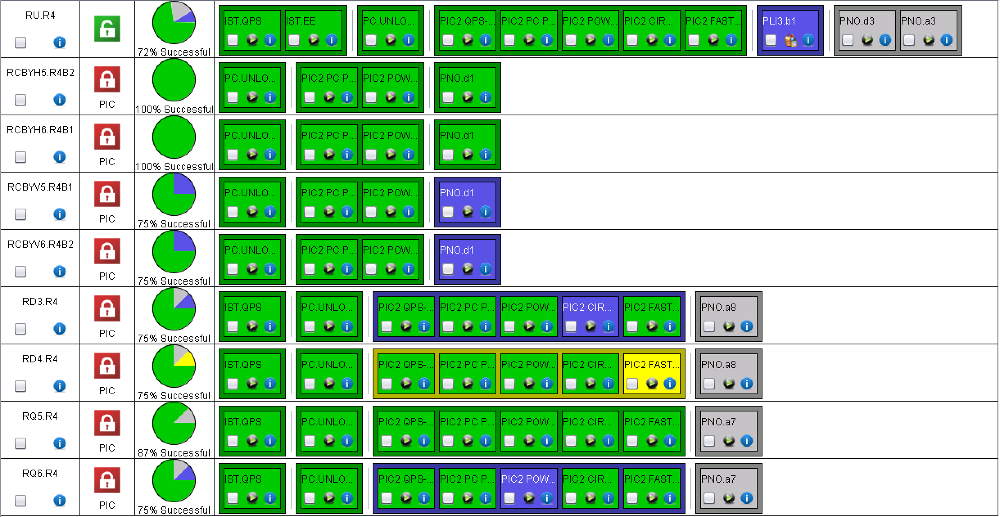 RU.R4
72% Successful
IST.QPS IST.EE PC.UNLO... PIC2 QPS-... PIC2 PC P... PIC2 POW... PIC2 CIR... PIC2 FAST... PLI3.b1 PNO.d3 PNO.a3
RCBYH5.R4B2
PIC
100% Successful
PC.UNLO... PIC2 PC P... PIC2 POW... PNO.d1
RCBYH6.R4B1
PIC
100% Successful
PC.UNLO... PIC2 PC P... PIC2 POW... PNO.d1
RCBYV5.R4B1
PIC
75% Successful
PC.UNLO... PIC2 PC P... PIC2 POW... PNO.d1
RCBYV6.R4B2
PIC
75% Successful
PC.UNLO... PIC2 PC P... PIC2 POW... PNO.d1
RD3.R4
PIC
75% Successful
IST.QPS PC.UNLO... PIC2 QPS-... PIC2 PC P... PIC2 POW... PIC2 CIR... PIC2 FAST... PNO.a8
RD4.R4
PIC
75% Successful
IST.QPS PC.UNLO... PIC2 QPS-... PIC2 PC P... PIC2 POW... PIC2 CIR... PIC2 FAST... PNO.a8
RQ5.R4
PIC
87% Successful
IST.QPS PC.UNLO... PIC2 QPS-... PIC2 PC P... PIC2 POW... PIC2 CIR... PIC2 FAST... PNO.a7
RQ6.R4
PIC
75% Successful
IST.QPS PC.UNLO... PIC2 QPS-... PIC2 PC P... PIC2 POW... PIC2 CIR... PIC2 FAST... PNO.a7